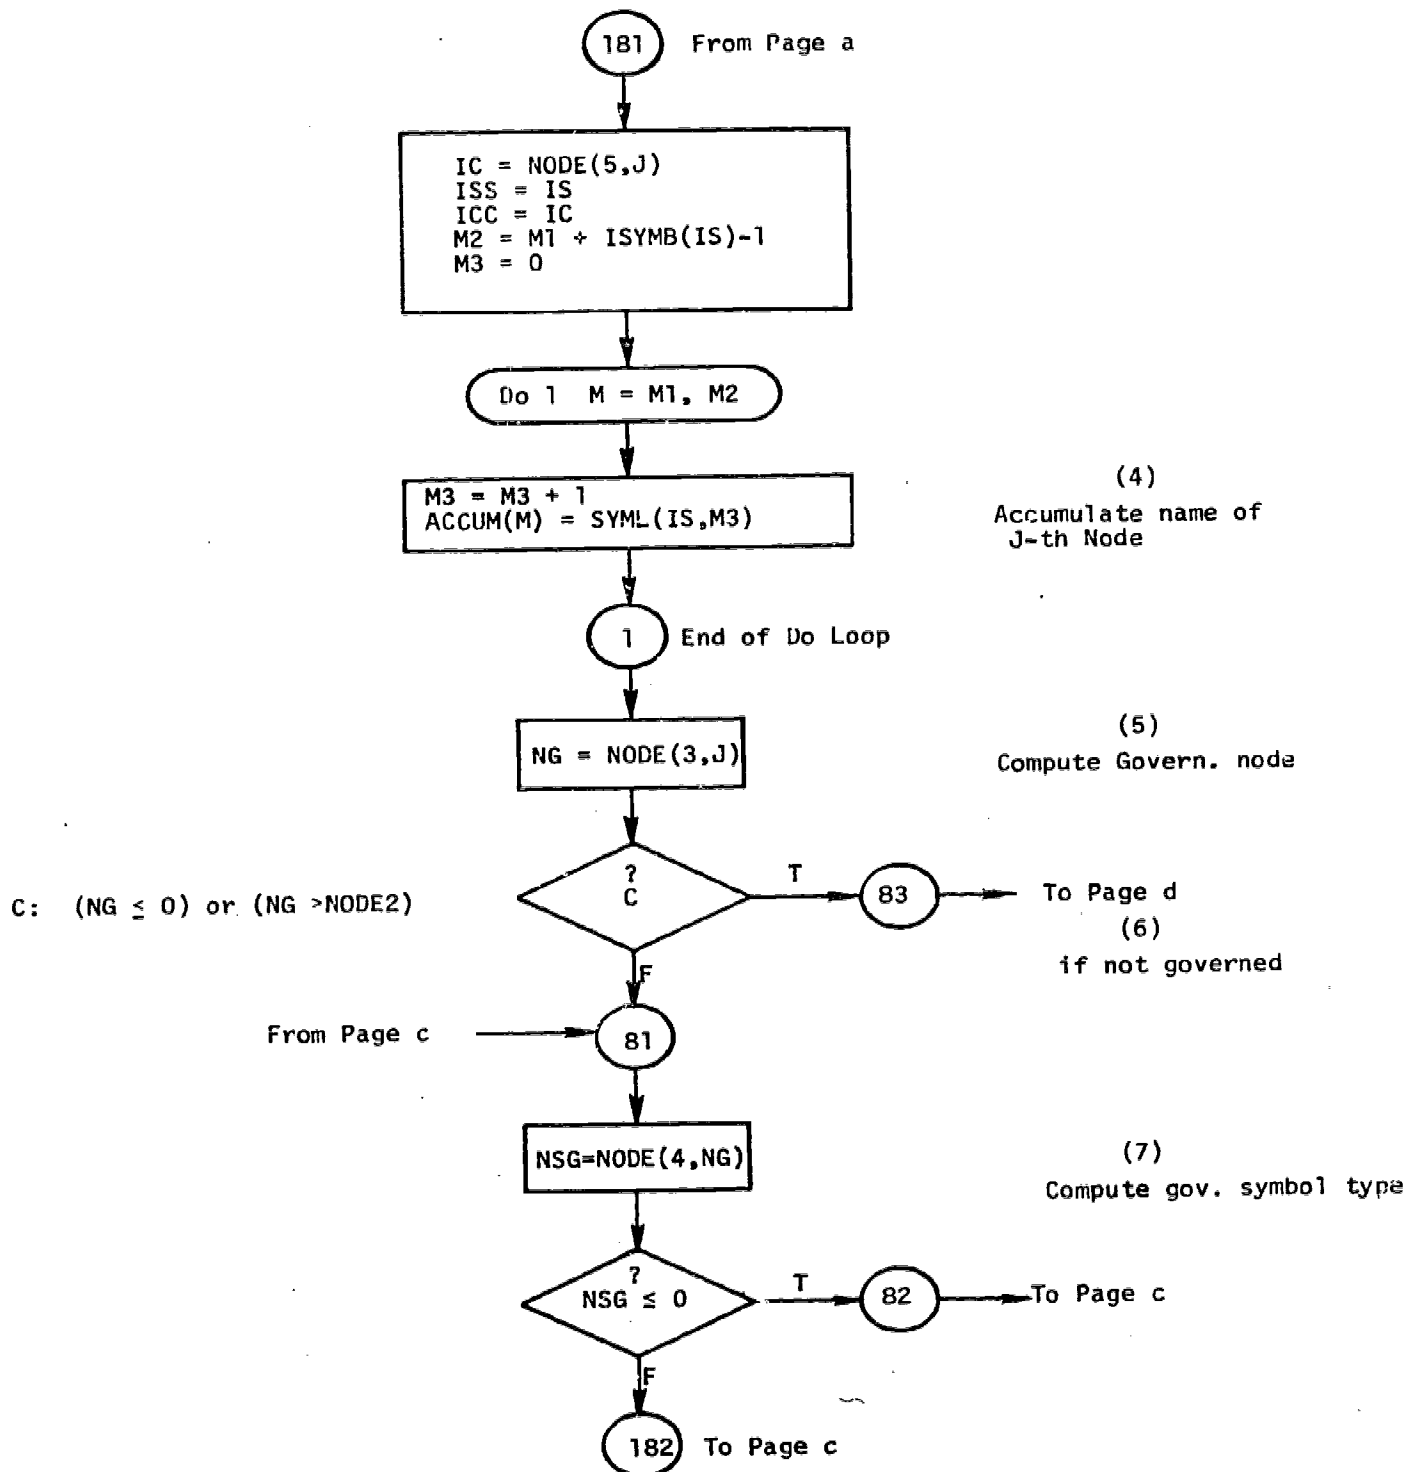 181 From Page a
IC = NODE(5,J)
ISS = IS
ICC = IC
M2 = M1 + ISYMB(IS)-1
M3 = 0
Do 1 M = M1, M2
M3 = M3 + 1
ACCUM(M) = SYML(IS,M3)
(4)
Accumulate name of
J-th Node
1 End of Do Loop
NG = NODE(3,J)
(5)
Compute Govern. node
C: (NG ≤ 0) or (NG >NODE2)
?
C
T
83
To Page d
(6)
if not governed
F
From Page c
81
NSG=NODE(4,NG)
(7)
Compute gov. symbol type
?
NSG ≤ 0
T
82
To Page c
F
182 To Page c